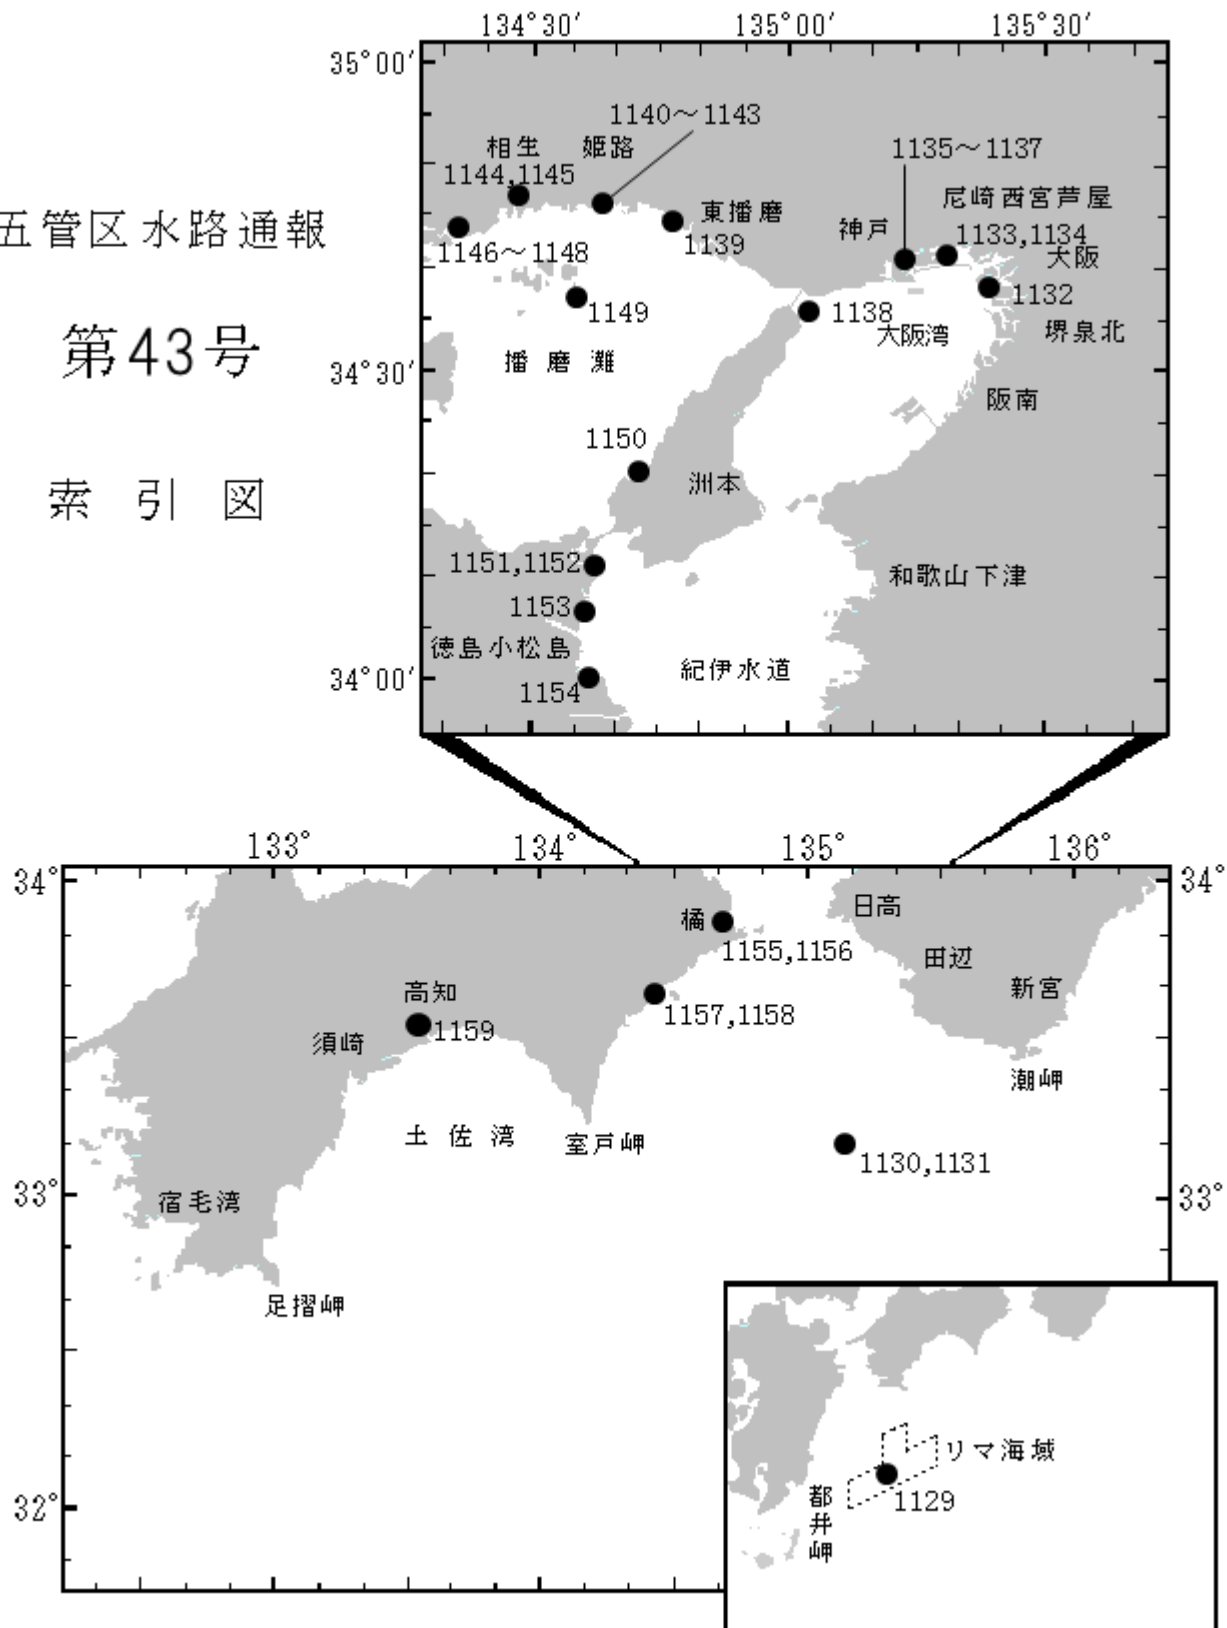 五管区水路通報
第43号
索引図
134°30′ 135°00′ 135°30′
35°00′
34°30′
34°00′
1140～1143
相生 姫路
1144,1145
1135～1137
尼崎西宮芦屋
東播磨
神戸
1133,1134
1146～1148
1139
大阪
1132
1149
1138
大阪湾
堺泉北
播磨灘
阪南
1150
洲本
1151,1152
和歌山下津
1153
徳島小松島
紀伊水道
1154
133° 134° 135° 136°
34° 34°
橘
日高
1155,1156
田辺
高知
新宮
1157,1158
1159
須崎
潮岬
土佐湾
室戸岬
1130,1131
33° 33°
宿毛湾
足摺岬
リマ海域
1129
都井岬
32°